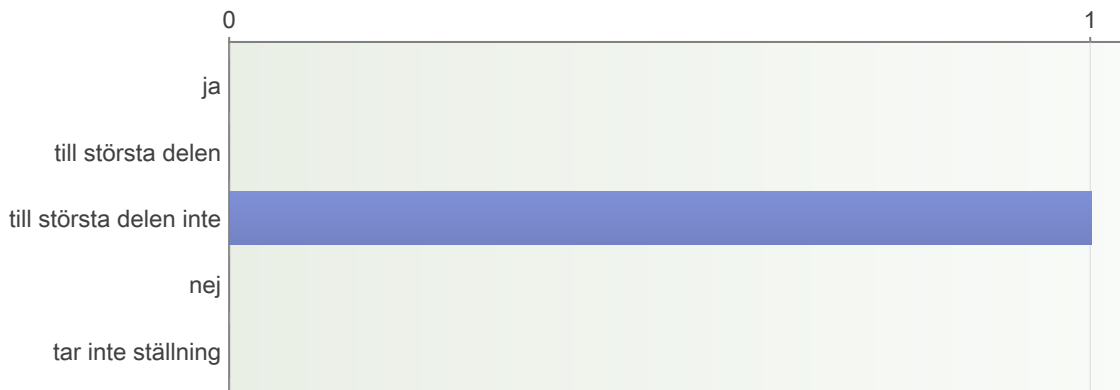 0 1
ja
till största delen
till största delen inte
nej
tar inte ställning